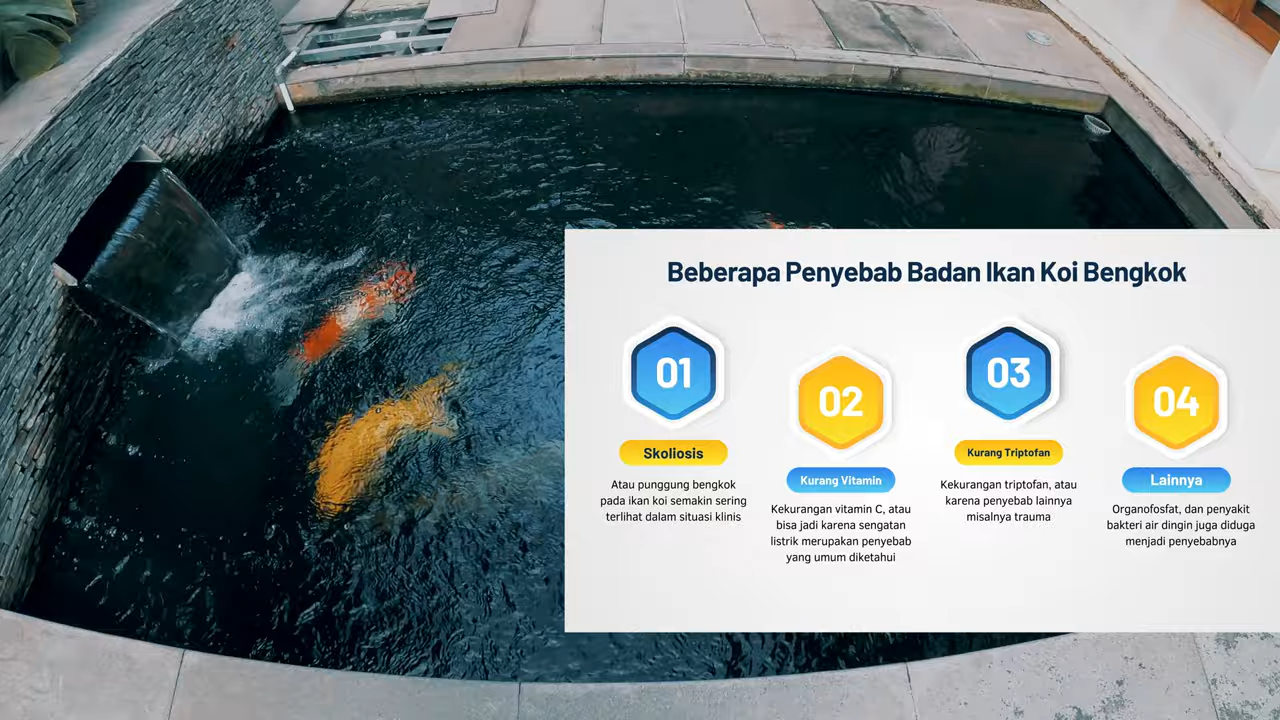 Beberapa Penyebab Badan Ikan Koi Bengkok
01
Skoliosis
Atau punggung bengkok
pada ikan koi semakin sering
terlihat dalam situasi klinis
02
Kurang Vitamin
Kekurangan vitamin C, atau
bisa jadi karena sengatan
listrik merupakan penyebab
yang umum diketahui
03
Kurang Triptofan
Kekurangan triptofan, atau
karena penyebab lainnya
misalnya trauma
04
Lainnya
Organofosfat, dan penyakit
bakteri air dingin juga diduga
menjadi penyebabnya